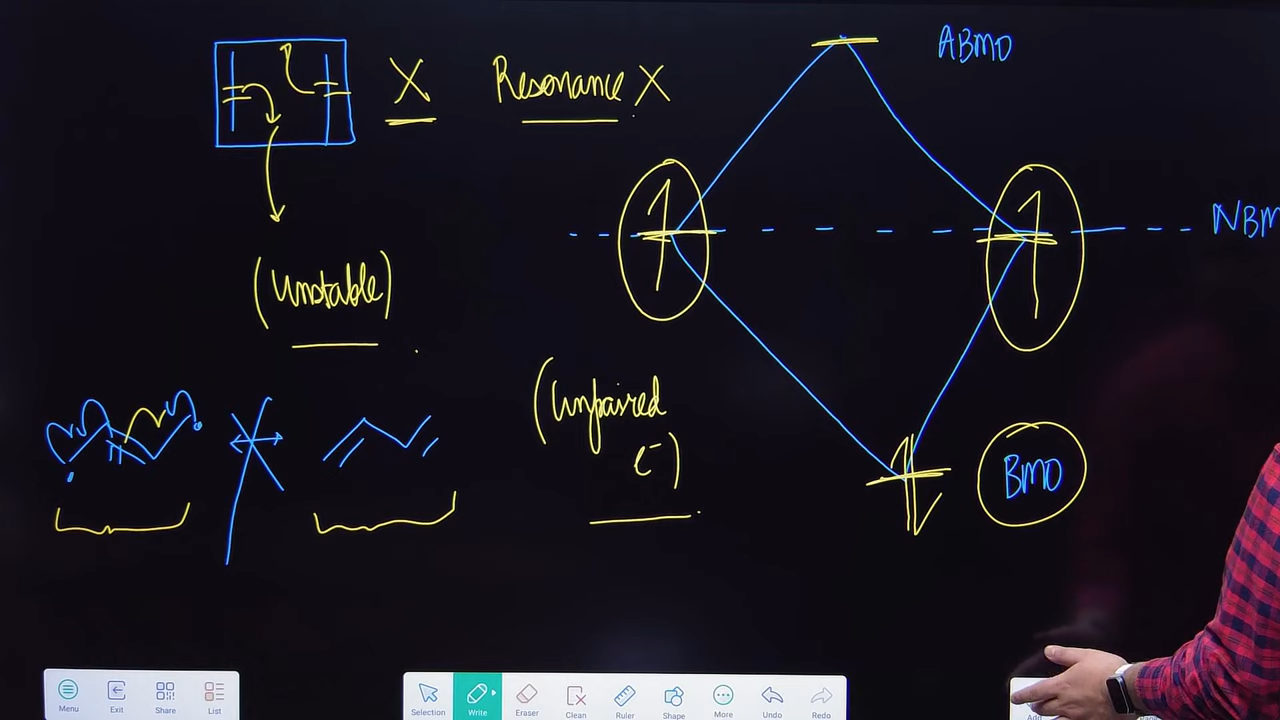 X Resonance X
ABMO
NBM
(Unstable)
(Unpaired
e-)
BMO
Menu Exit Share List
Selection Write Eraser Clean Ruler Shape More Undo Redo
Add